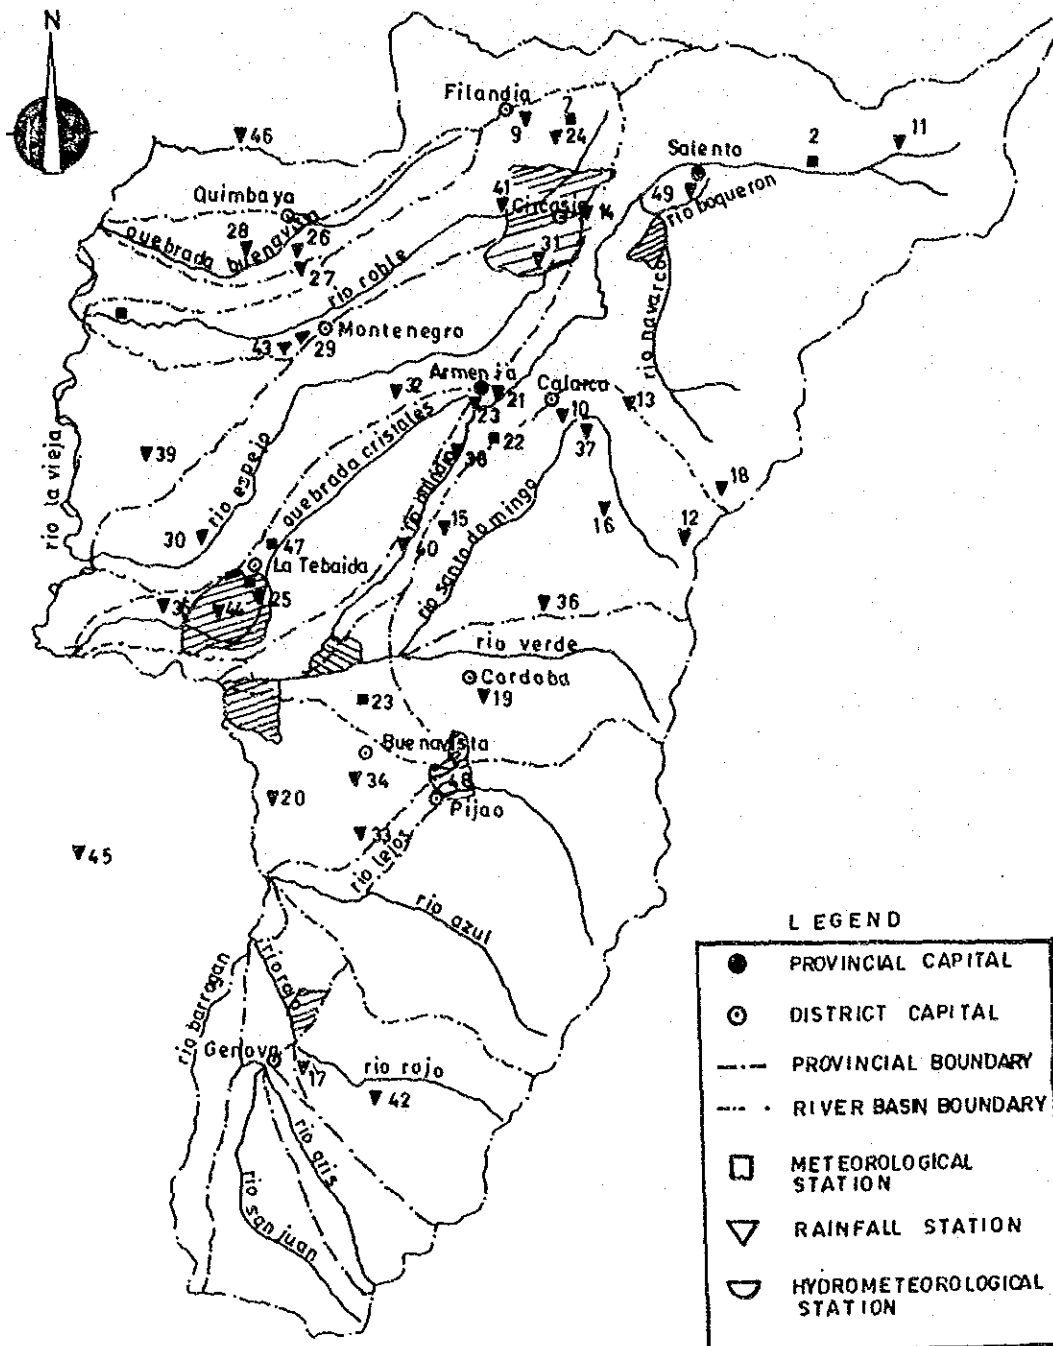 N
Filandia
7
9
24
46
2
11
Salento
49
rio boqueron
41
Circasia
14
31
Quimbaya
quebrada buenavista
28
26
27
rio roble
rio navarco
Montenegro
43
29
Armenia
32
21
23
Calarca
10
13
37
22
38
quebrada cristales
rio la vieja
39
rio espejo
rio quindio
18
16
12
15
40
30
47
rio santo domingo
La Tebaida
35
44
25
36
rio verde
Cordoba
19
23
Buenavista
34
48
Pijao
20
33
rio lejos
45
rio azul
rio barragan
rio rojo
Genova
17
rio rojo
42
rio gris
rio san juan
LEGEND
PROVINCIAL CAPITAL
DISTRICT CAPITAL
PROVINCIAL BOUNDARY
RIVER BASIN BOUNDARY
METEOROLOGICAL
STATION
RAINFALL STATION
HYDROMETEOROLOGICAL
STATION